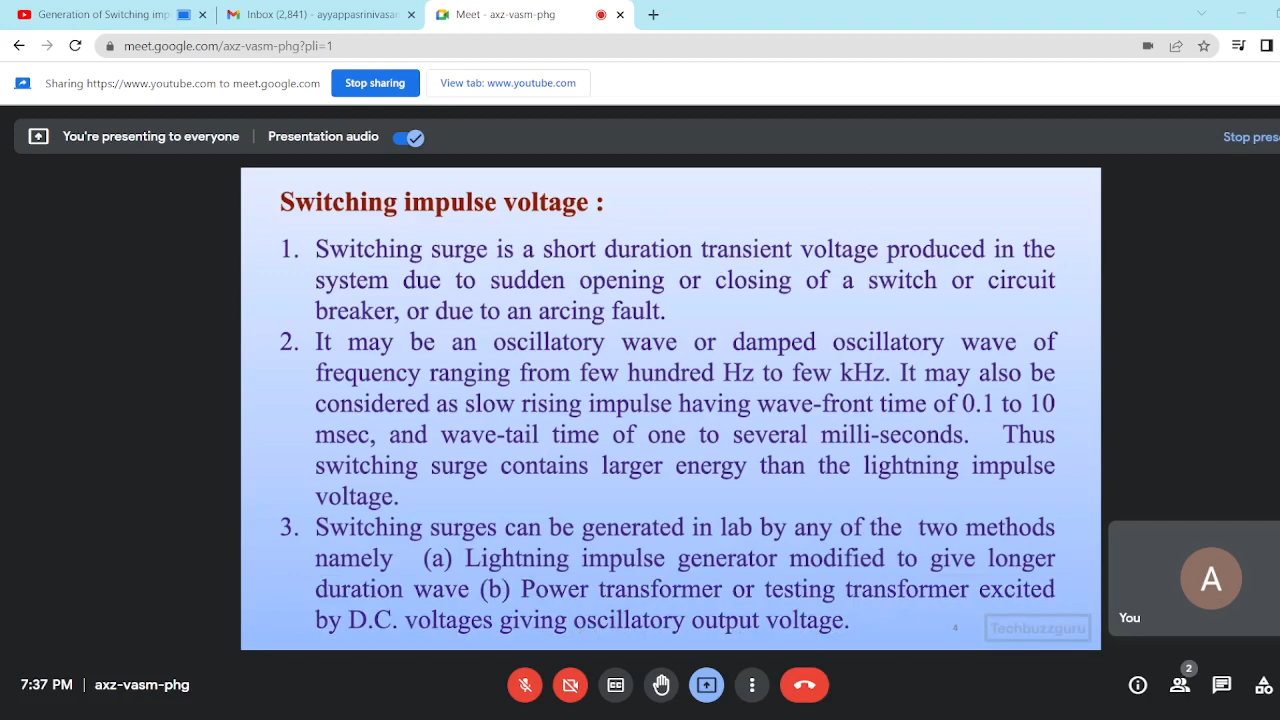 Generation of Switching imp
Inbox (2,841) - ayyappasrinivasan
Meet - axz-vasm-phg
meet.google.com/axz-vasm-phg?pli=1
Sharing https://www.youtube.com to meet.google.com
Stop sharing
View tab: www.youtube.com
You're presenting to everyone
Presentation audio
Stop pres
Switching impulse voltage :
1. Switching surge is a short duration transient voltage produced in the
system due to sudden opening or closing of a switch or circuit
breaker, or due to an arcing fault.
2. It may be an oscillatory wave or damped oscillatory wave of
frequency ranging from few hundred Hz to few kHz. It may also be
considered as slow rising impulse having wave-front time of 0.1 to 10
msec, and wave-tail time of one to several milli-seconds. Thus
switching surge contains larger energy than the lightning impulse
voltage.
3. Switching surges can be generated in lab by any of the two methods
namely (a) Lightning impulse generator modified to give longer
duration wave (b) Power transformer or testing transformer excited
by D.C. voltages giving oscillatory output voltage.
4
Techbuzzguru
A
You
7:37 PM | axz-vasm-phg
CC
2